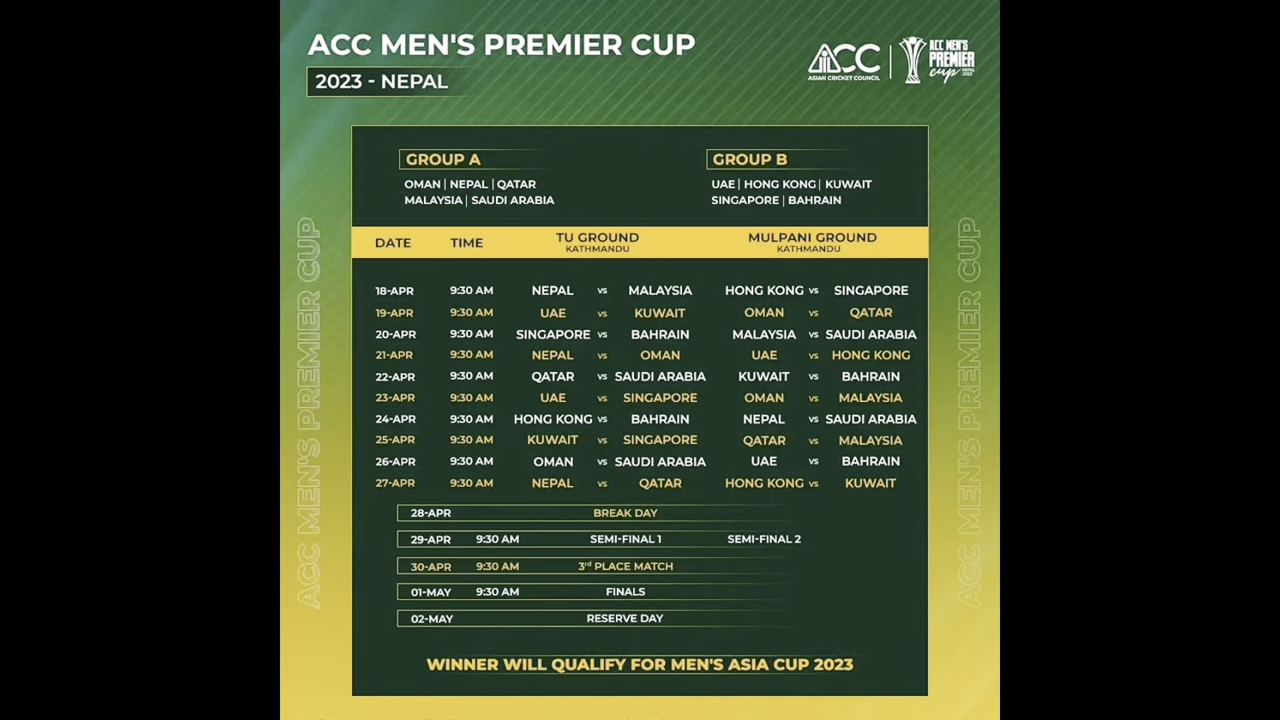 ACC MEN'S PREMIER CUP
2023 - NEPAL
ACC
ASIAN CRICKET COUNCIL
ACC MEN'S
PREMIER
cup NEPAL 2023
GROUP A
OMAN | NEPAL | QATAR
MALAYSIA | SAUDI ARABIA
GROUP B
UAE | HONG KONG | KUWAIT
SINGAPORE | BAHRAIN
DATE TIME TU GROUND KATHMANDU MULPANI GROUND KATHMANDU
18-APR 9:30 AM NEPAL vs MALAYSIA HONG KONG vs SINGAPORE
19-APR 9:30 AM UAE vs KUWAIT OMAN vs QATAR
20-APR 9:30 AM SINGAPORE vs BAHRAIN MALAYSIA vs SAUDI ARABIA
21-APR 9:30 AM NEPAL vs OMAN UAE vs HONG KONG
22-APR 9:30 AM QATAR vs SAUDI ARABIA KUWAIT vs BAHRAIN
23-APR 9:30 AM UAE vs SINGAPORE OMAN vs MALAYSIA
24-APR 9:30 AM HONG KONG vs BAHRAIN NEPAL vs SAUDI ARABIA
25-APR 9:30 AM KUWAIT vs SINGAPORE QATAR vs MALAYSIA
26-APR 9:30 AM OMAN vs SAUDI ARABIA UAE vs BAHRAIN
27-APR 9:30 AM NEPAL vs QATAR HONG KONG vs KUWAIT
28-APR BREAK DAY
29-APR 9:30 AM SEMI-FINAL 1 SEMI-FINAL 2
30-APR 9:30 AM 3rd PLACE MATCH
01-MAY 9:30 AM FINALS
02-MAY RESERVE DAY
WINNER WILL QUALIFY FOR MEN'S ASIA CUP 2023
ACC MEN'S PREMIER CUP
ACC MEN'S PREMIER CUP